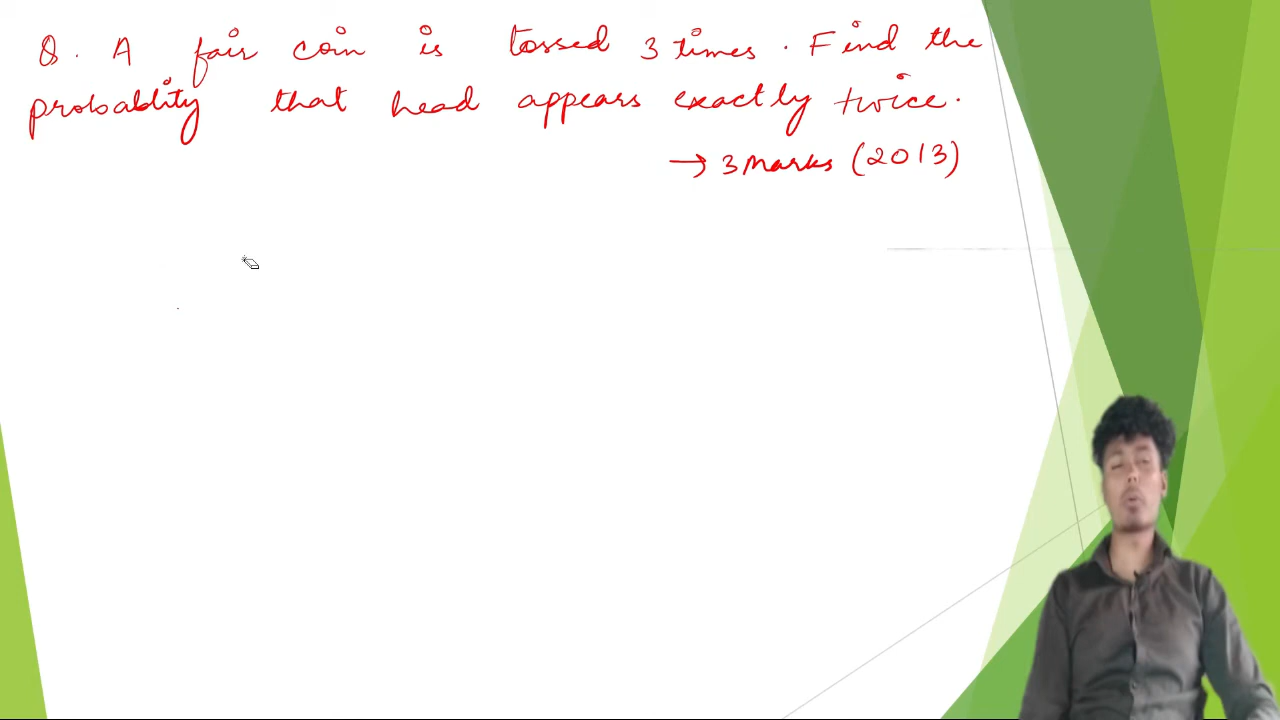 Q. A fair coin is tossed 3 times. Find the
probablity that head appears exactly twice.
→ 3 Marks (2013)